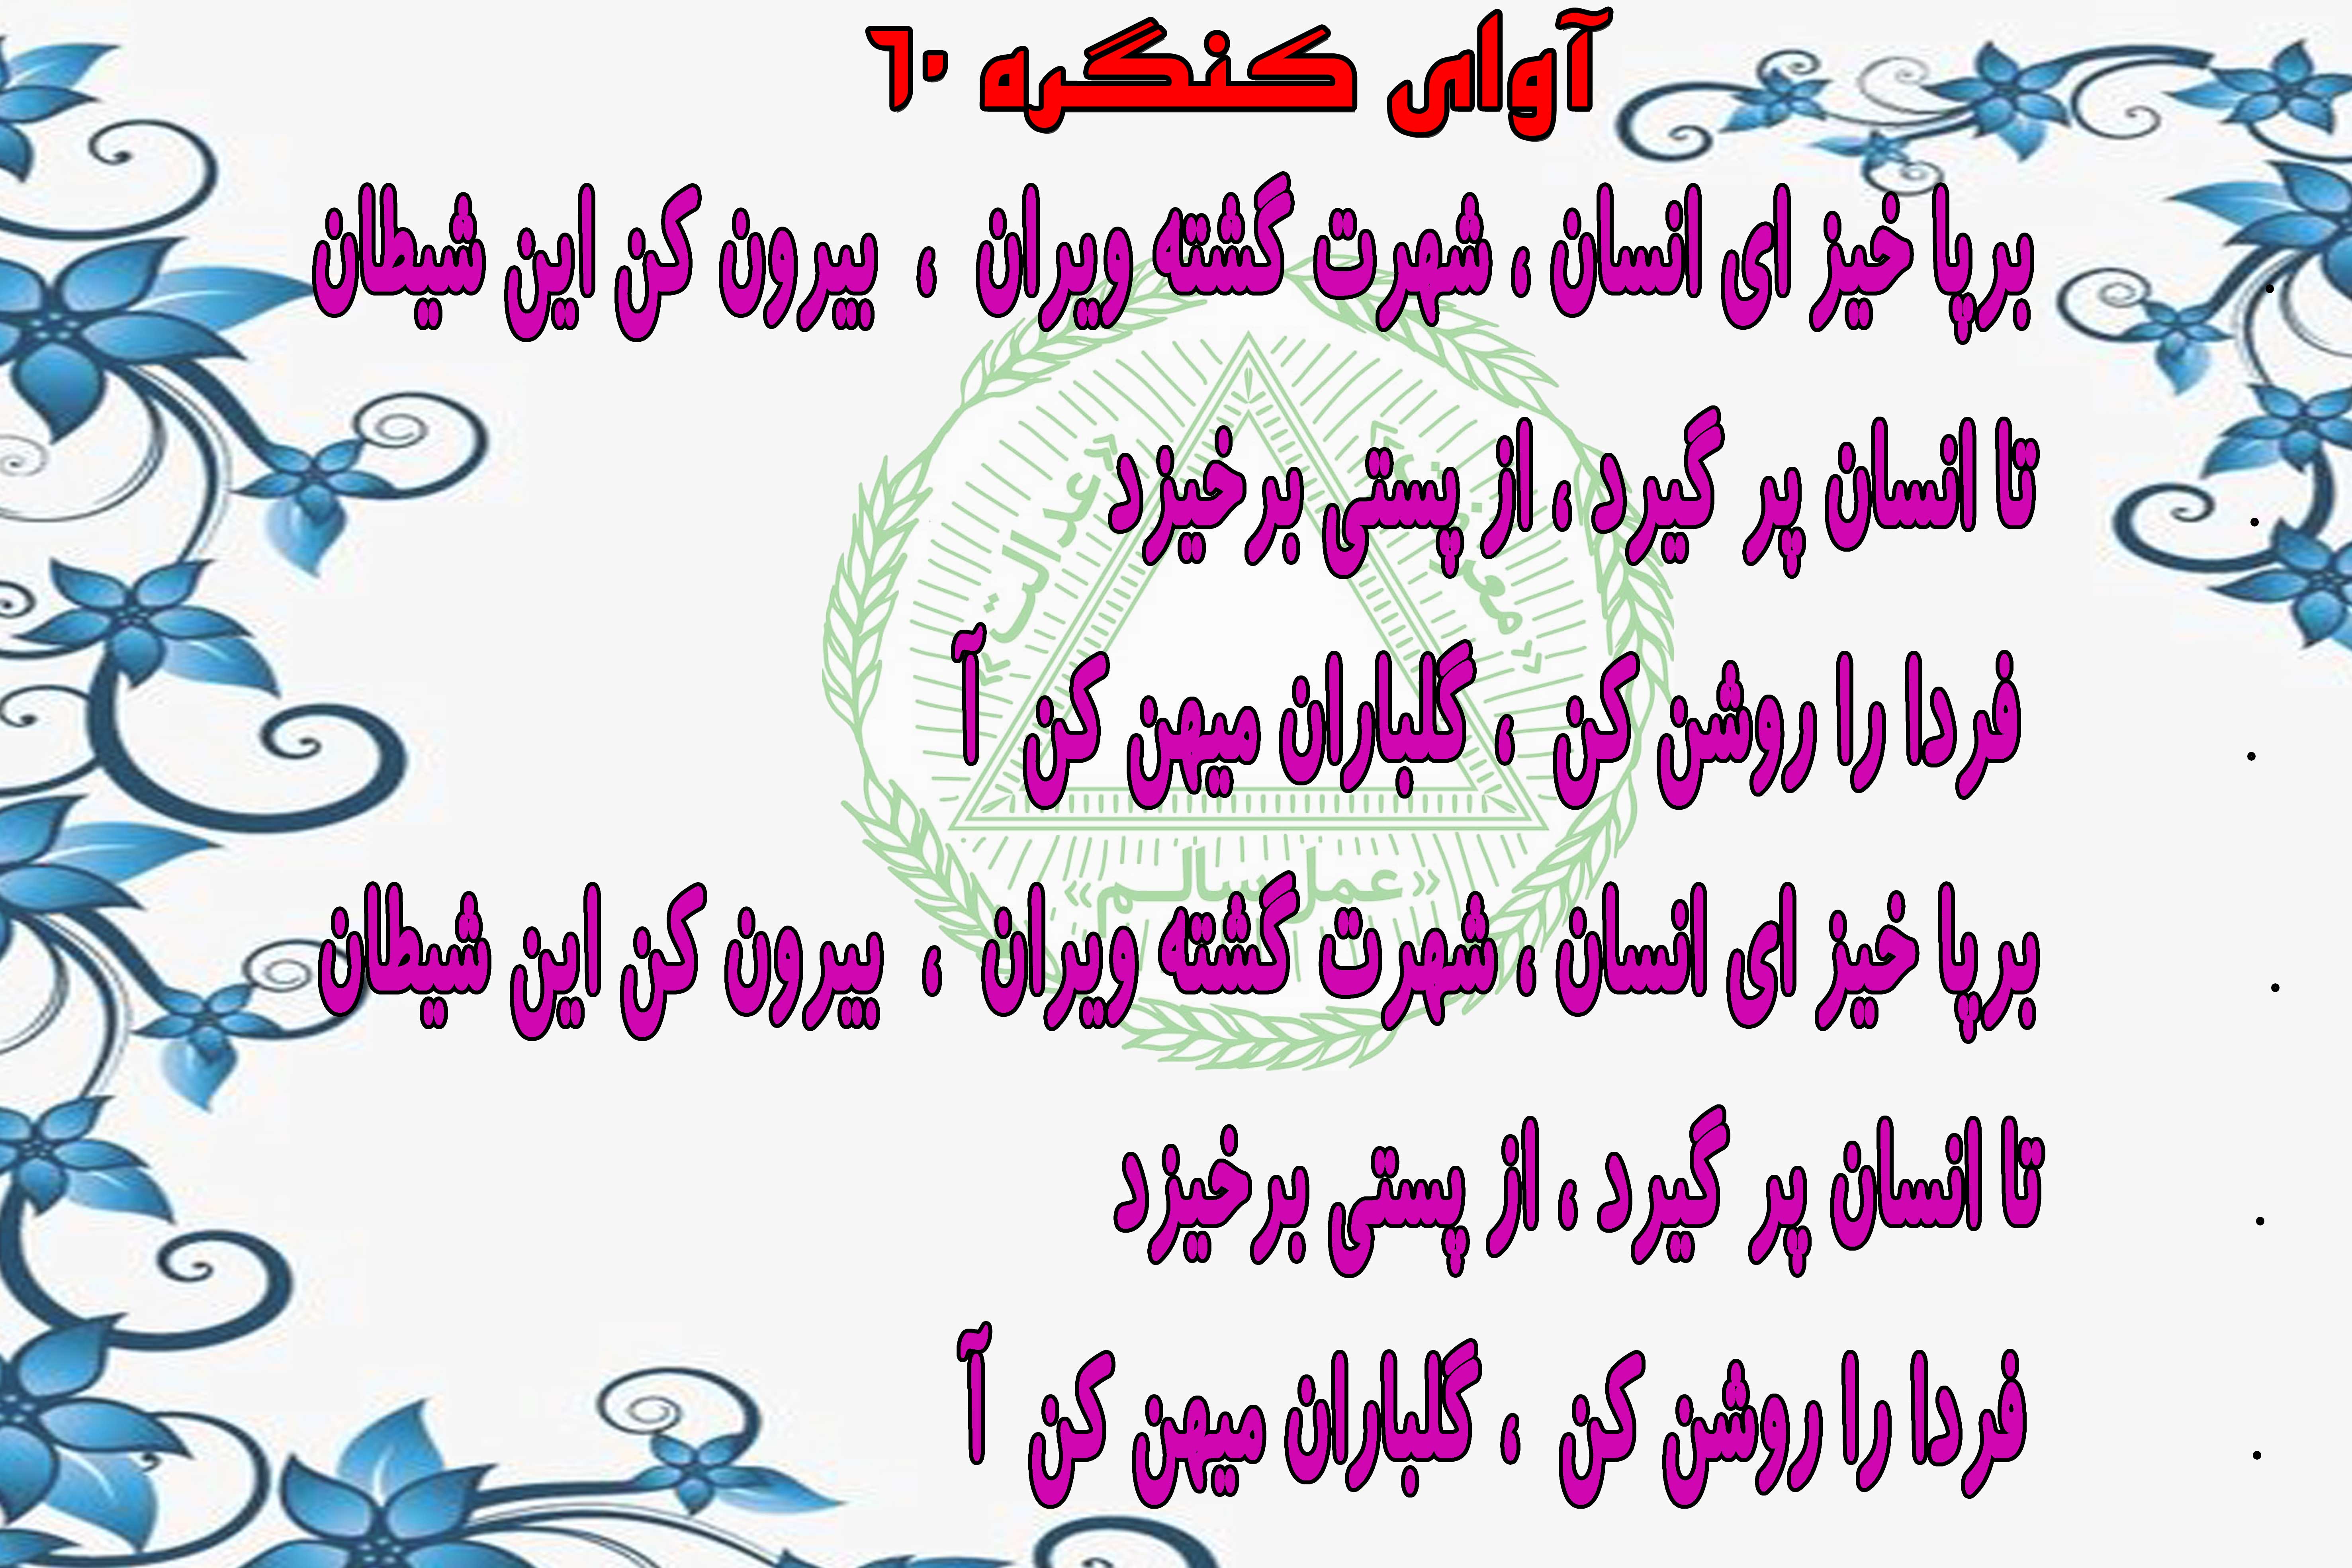 آوای کنگره ٦٠
برپا خیز ای انسان ، شهرت گشته ویران ، بیرون کن این شیطان
تا انسان پر گیرد ، از پستی برخیزد
فردا را روشن کن ، گلباران میهن کن آ
برپا خیز ای انسان ، شهرت گشته ویران ، بیرون کن این شیطان
تا انسان پر گیرد ، از پستی برخیزد
فردا را روشن کن ، گلباران میهن کن آ
«عدالت»
«عمل سالم»